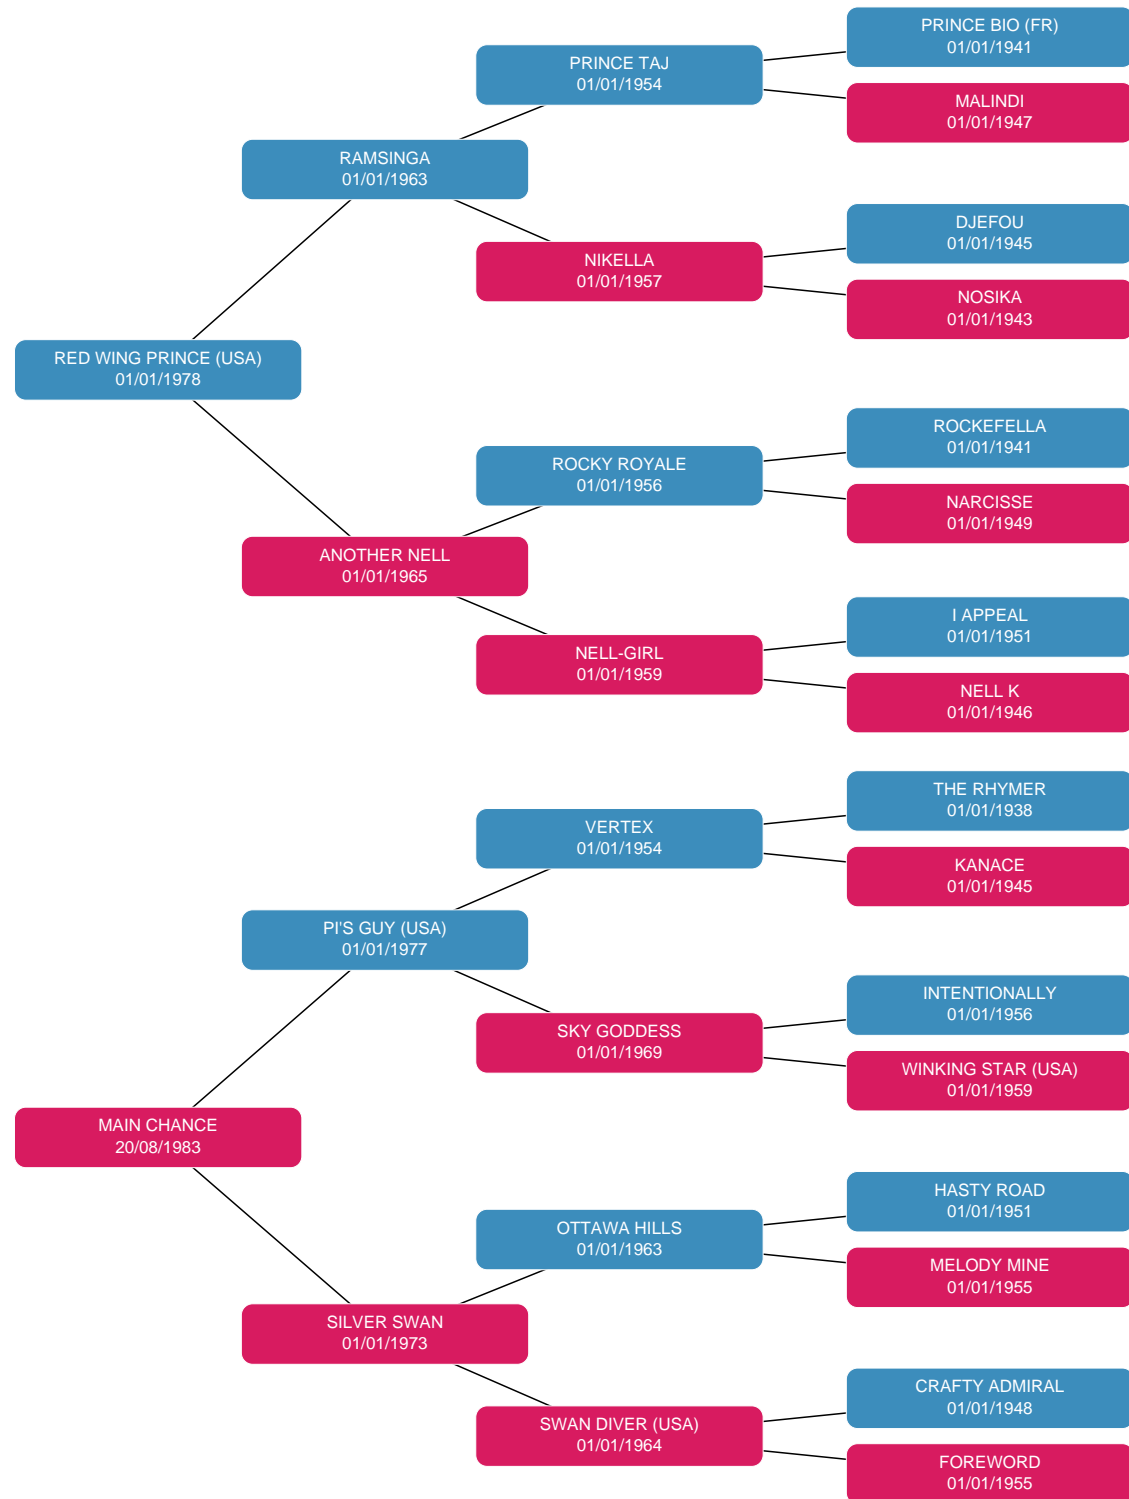 PRINCE BIO (FR)
01/01/1941
PRINCE TAJ
01/01/1954
MALINDI
01/01/1947
RAMSINGA
01/01/1963
DJEFOU
01/01/1945
NIKELLA
01/01/1957
NOSIKA
01/01/1943
RED WING PRINCE (USA)
01/01/1978
ROCKEFELLA
01/01/1941
ROCKY ROYALE
01/01/1956
NARCISSE
01/01/1949
ANOTHER NELL
01/01/1965
I APPEAL
01/01/1951
NELL-GIRL
01/01/1959
NELL K
01/01/1946
THE RHYMER
01/01/1938
VERTEX
01/01/1954
KANACE
01/01/1945
PI'S GUY (USA)
01/01/1977
INTENTIONALLY
01/01/1956
SKY GODDESS
01/01/1969
WINKING STAR (USA)
01/01/1959
MAIN CHANCE
20/08/1983
HASTY ROAD
01/01/1951
OTTAWA HILLS
01/01/1963
MELODY MINE
01/01/1955
SILVER SWAN
01/01/1973
CRAFTY ADMIRAL
01/01/1948
SWAN DIVER (USA)
01/01/1964
FOREWORD
01/01/1955